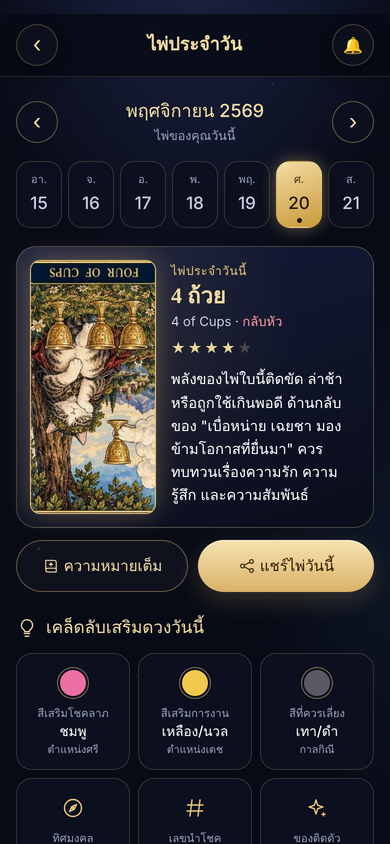 ไพ่ประจำวัน
พฤศจิกายน 2569
ไพ่ของคุณวันนี้
อา. จ. อ. พ. พฤ. ศ. ส.
15 16 17 18 19 20 21
FOUR OF CUPS
ไพ่ประจำวันนี้
4 ถ้วย
4 of Cups · กลับหัว
พลังของไพ่ใบนี้ติดขัด ล่าช้า
หรือถูกใช้เกินพอดี ด้านกลับ
ของ "เบื่อหน่าย เฉยชา มอง
ข้ามโอกาสที่ยื่นมา" ควร
ทบทวนเรื่องความรัก ความ
รู้สึก และความสัมพันธ์
ความหมายเต็ม
แชร์ไพ่วันนี้
เคล็ดลับเสริมดวงวันนี้
สีเสริมโชคลาภ
ชมพู
ตำแหน่งศรี
สีเสริมการงาน
เหลือง/นวล
ตำแหน่งเดช
สีที่ควรเลี่ยง
เทา/ดำ
กาลกิณี
ทิศมงคล
เลขนำโชค
ของติดตัว